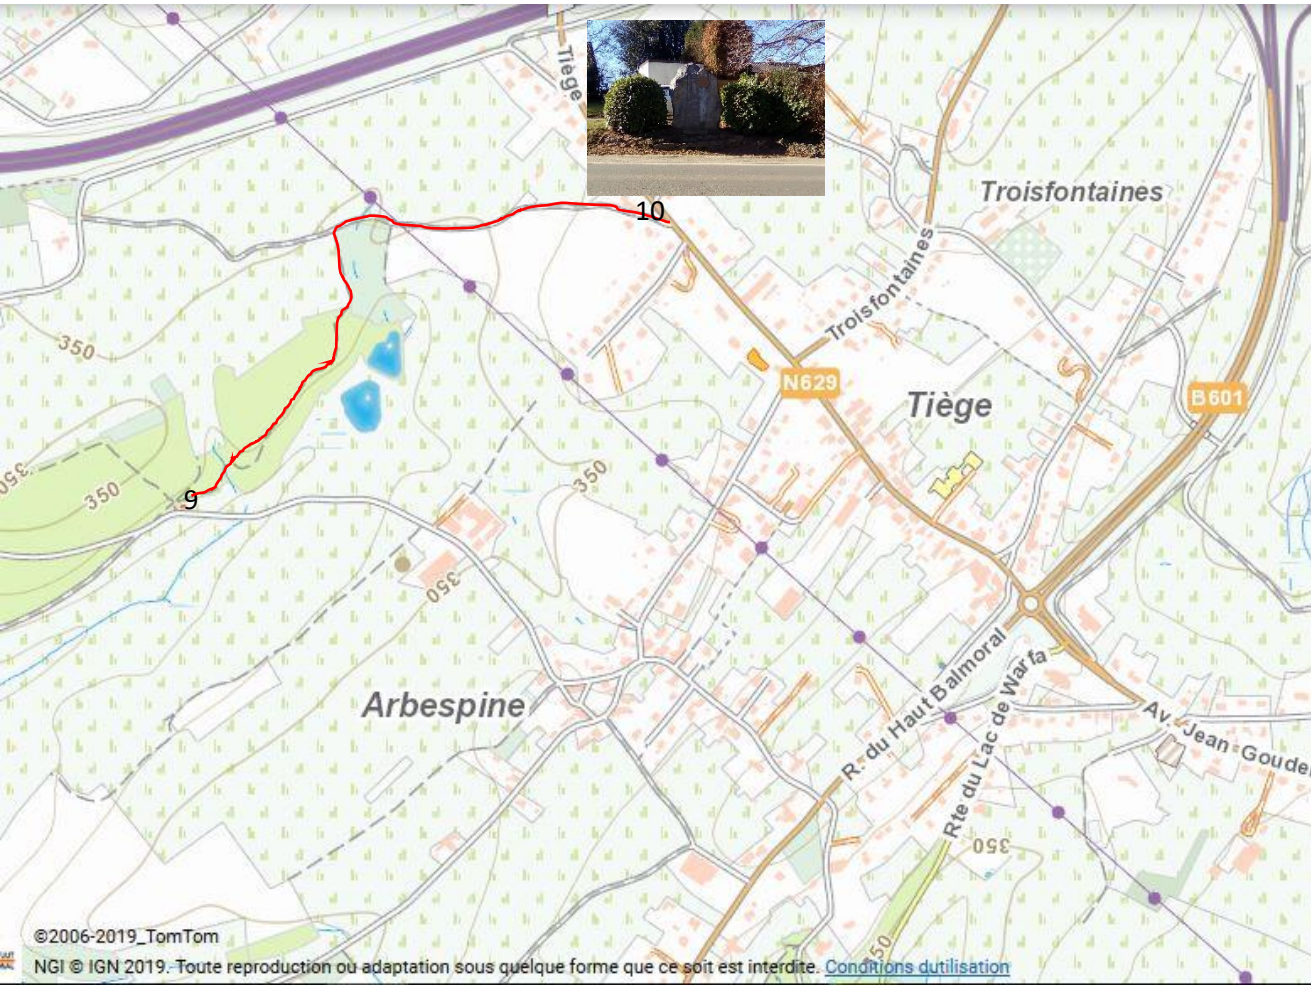 Tiège
Troisfontaines
10
Troisfontaines
350
N629
Tiège
B601
350
350
350
9
350
Arbespine
R. du Haut Balmoral
Rte du Lac de Warfa
Av. Jean Goude
350
350
©2006-2019_TomTom
NGI © IGN 2019. Toute reproduction ou adaptation sous quelque forme que ce soit est interdite. Conditions dutilisation